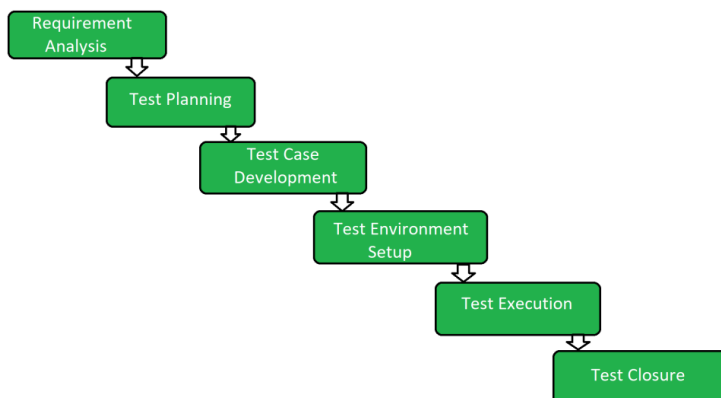 Requirement
Analysis
Test Planning
Test Case
Development
Test Environment
Setup
Test Execution
Test Closure